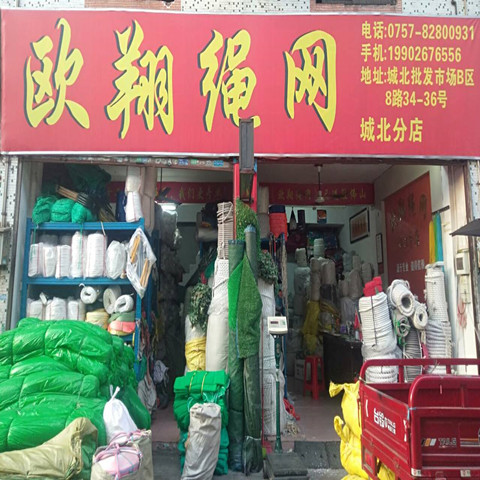 欧翔绳网
电话:0757-82800931
手机:19902676556
地址:城北批发市场B区
8路34-36号
城北分店